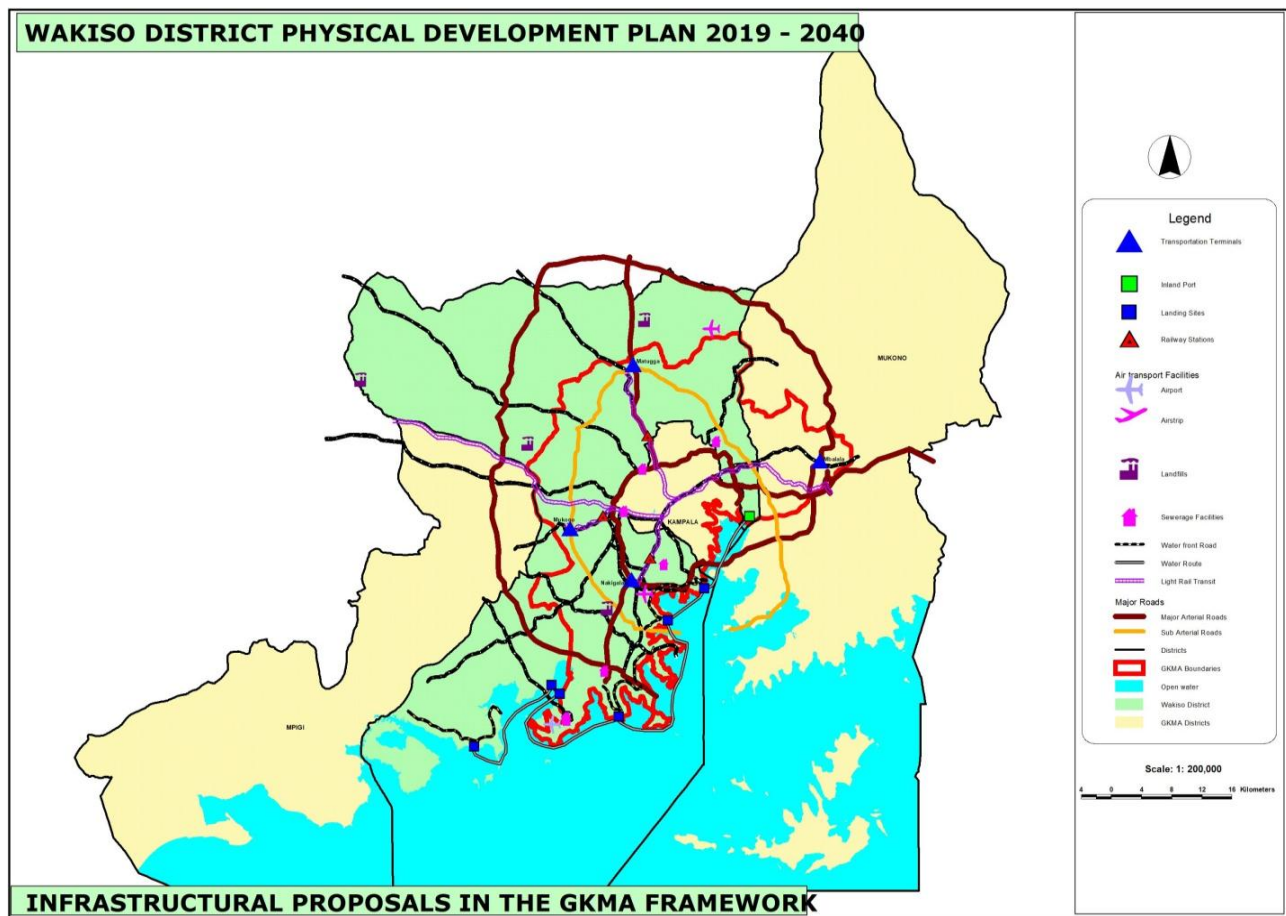 WAKISO DISTRICT PHYSICAL DEVELOPMENT PLAN 2019 - 2040
MUKONO
Matugga
KAMPALA
MPIGI
Legend
Transportation Terminals
Inland Port
Landing Sites
Railway Stations
Air transport Facilities
Airport
Airstrip
Landfills
Sewerage Facilities
Water front Road
Water Route
Light Rail Transit
Major Roads
Major Arterial Roads
Sub Arterial Roads
Districts
GKMA Boundaries
Open water
Wakiso District
GKMA Districts
Scale: 1: 200,000
4 0 4 8 12 16 Kilometers
INFRASTRUCTURAL PROPOSALS IN THE GKMA FRAMEWORK